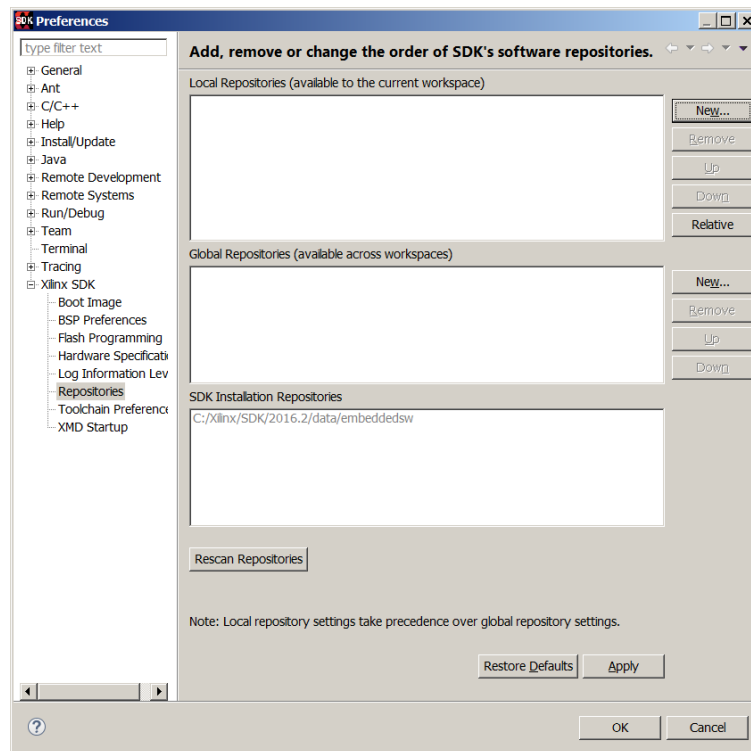 SDK Preferences
type filter text
General
Ant
C/C++
Help
Install/Update
Java
Remote Development
Remote Systems
Run/Debug
Team
Terminal
Tracing
Xilinx SDK
Boot Image
BSP Preferences
Flash Programming
Hardware Specificati
Log Information Lev
Repositories
Toolchain Preference
XMD Startup
Add, remove or change the order of SDK's software repositories.
Local Repositories (available to the current workspace)
New...
Remove
Up
Down
Relative
Global Repositories (available across workspaces)
New...
Remove
Up
Down
SDK Installation Repositories
C:/Xilinx/SDK/2016.2/data/embeddedsw
Rescan Repositories
Note: Local repository settings take precedence over global repository settings.
Restore Defaults
Apply
?
OK
Cancel